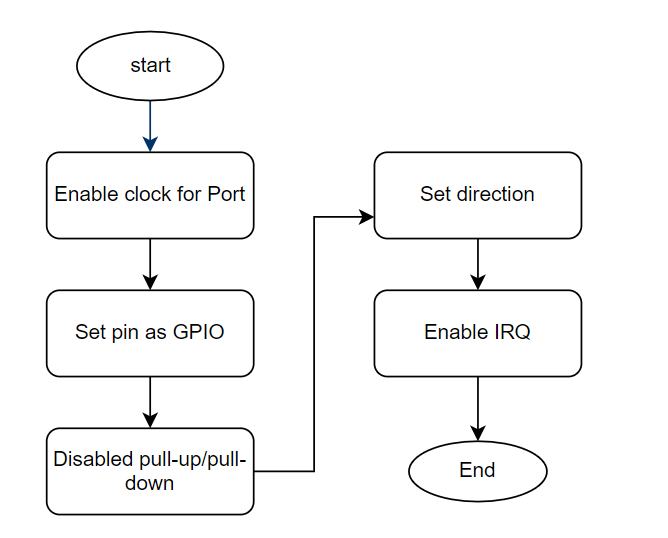 start
Enable clock for Port
Set pin as GPIO
Disabled pull-up/pull-
down
Set direction
Enable IRQ
End